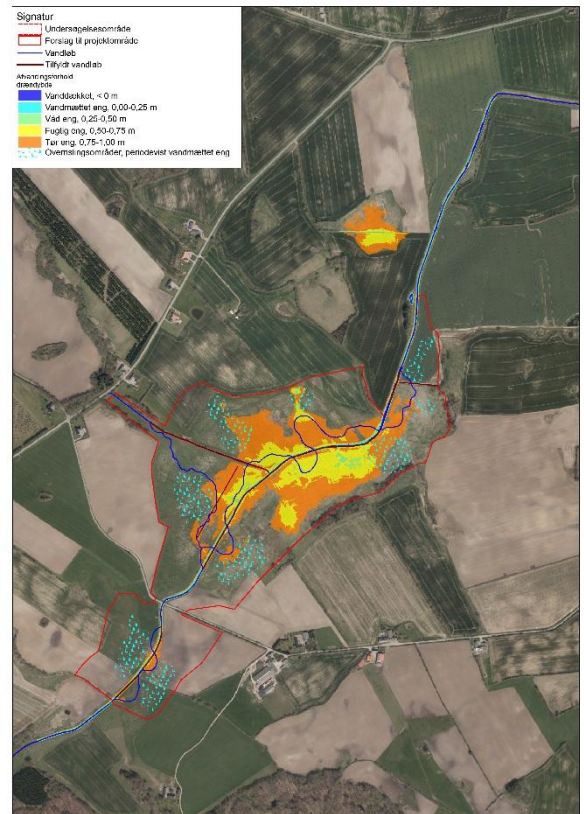 Signatur
Undersøgelsesområde
Forslag til projektområde
Vandløb
Tilfyldt vandløb
Afvandingsforhold
drændybde
Vanddækket, < 0 m
Vandmættet eng, 0,00-0,25 m
Våd eng, 0,25-0,50 m
Fugtig eng, 0,50-0,75 m
Tør eng, 0,75-1,00 m
Overrislingsområder, periodevist vandmættet eng